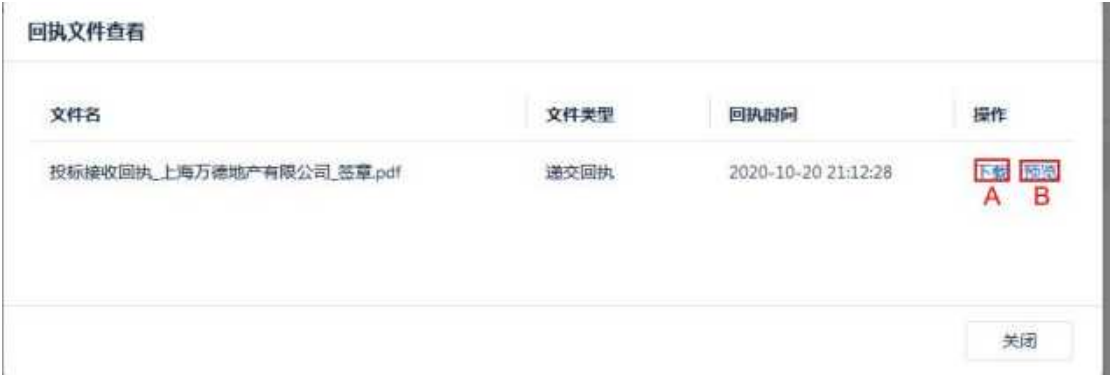 回执文件查看
文件名 文件类型 回执时间 操作
投标接收回执_上海万德地产有限公司_签章.pdf 递交回执 2020-10-20 21:12:28 下载 预览
A B
关闭